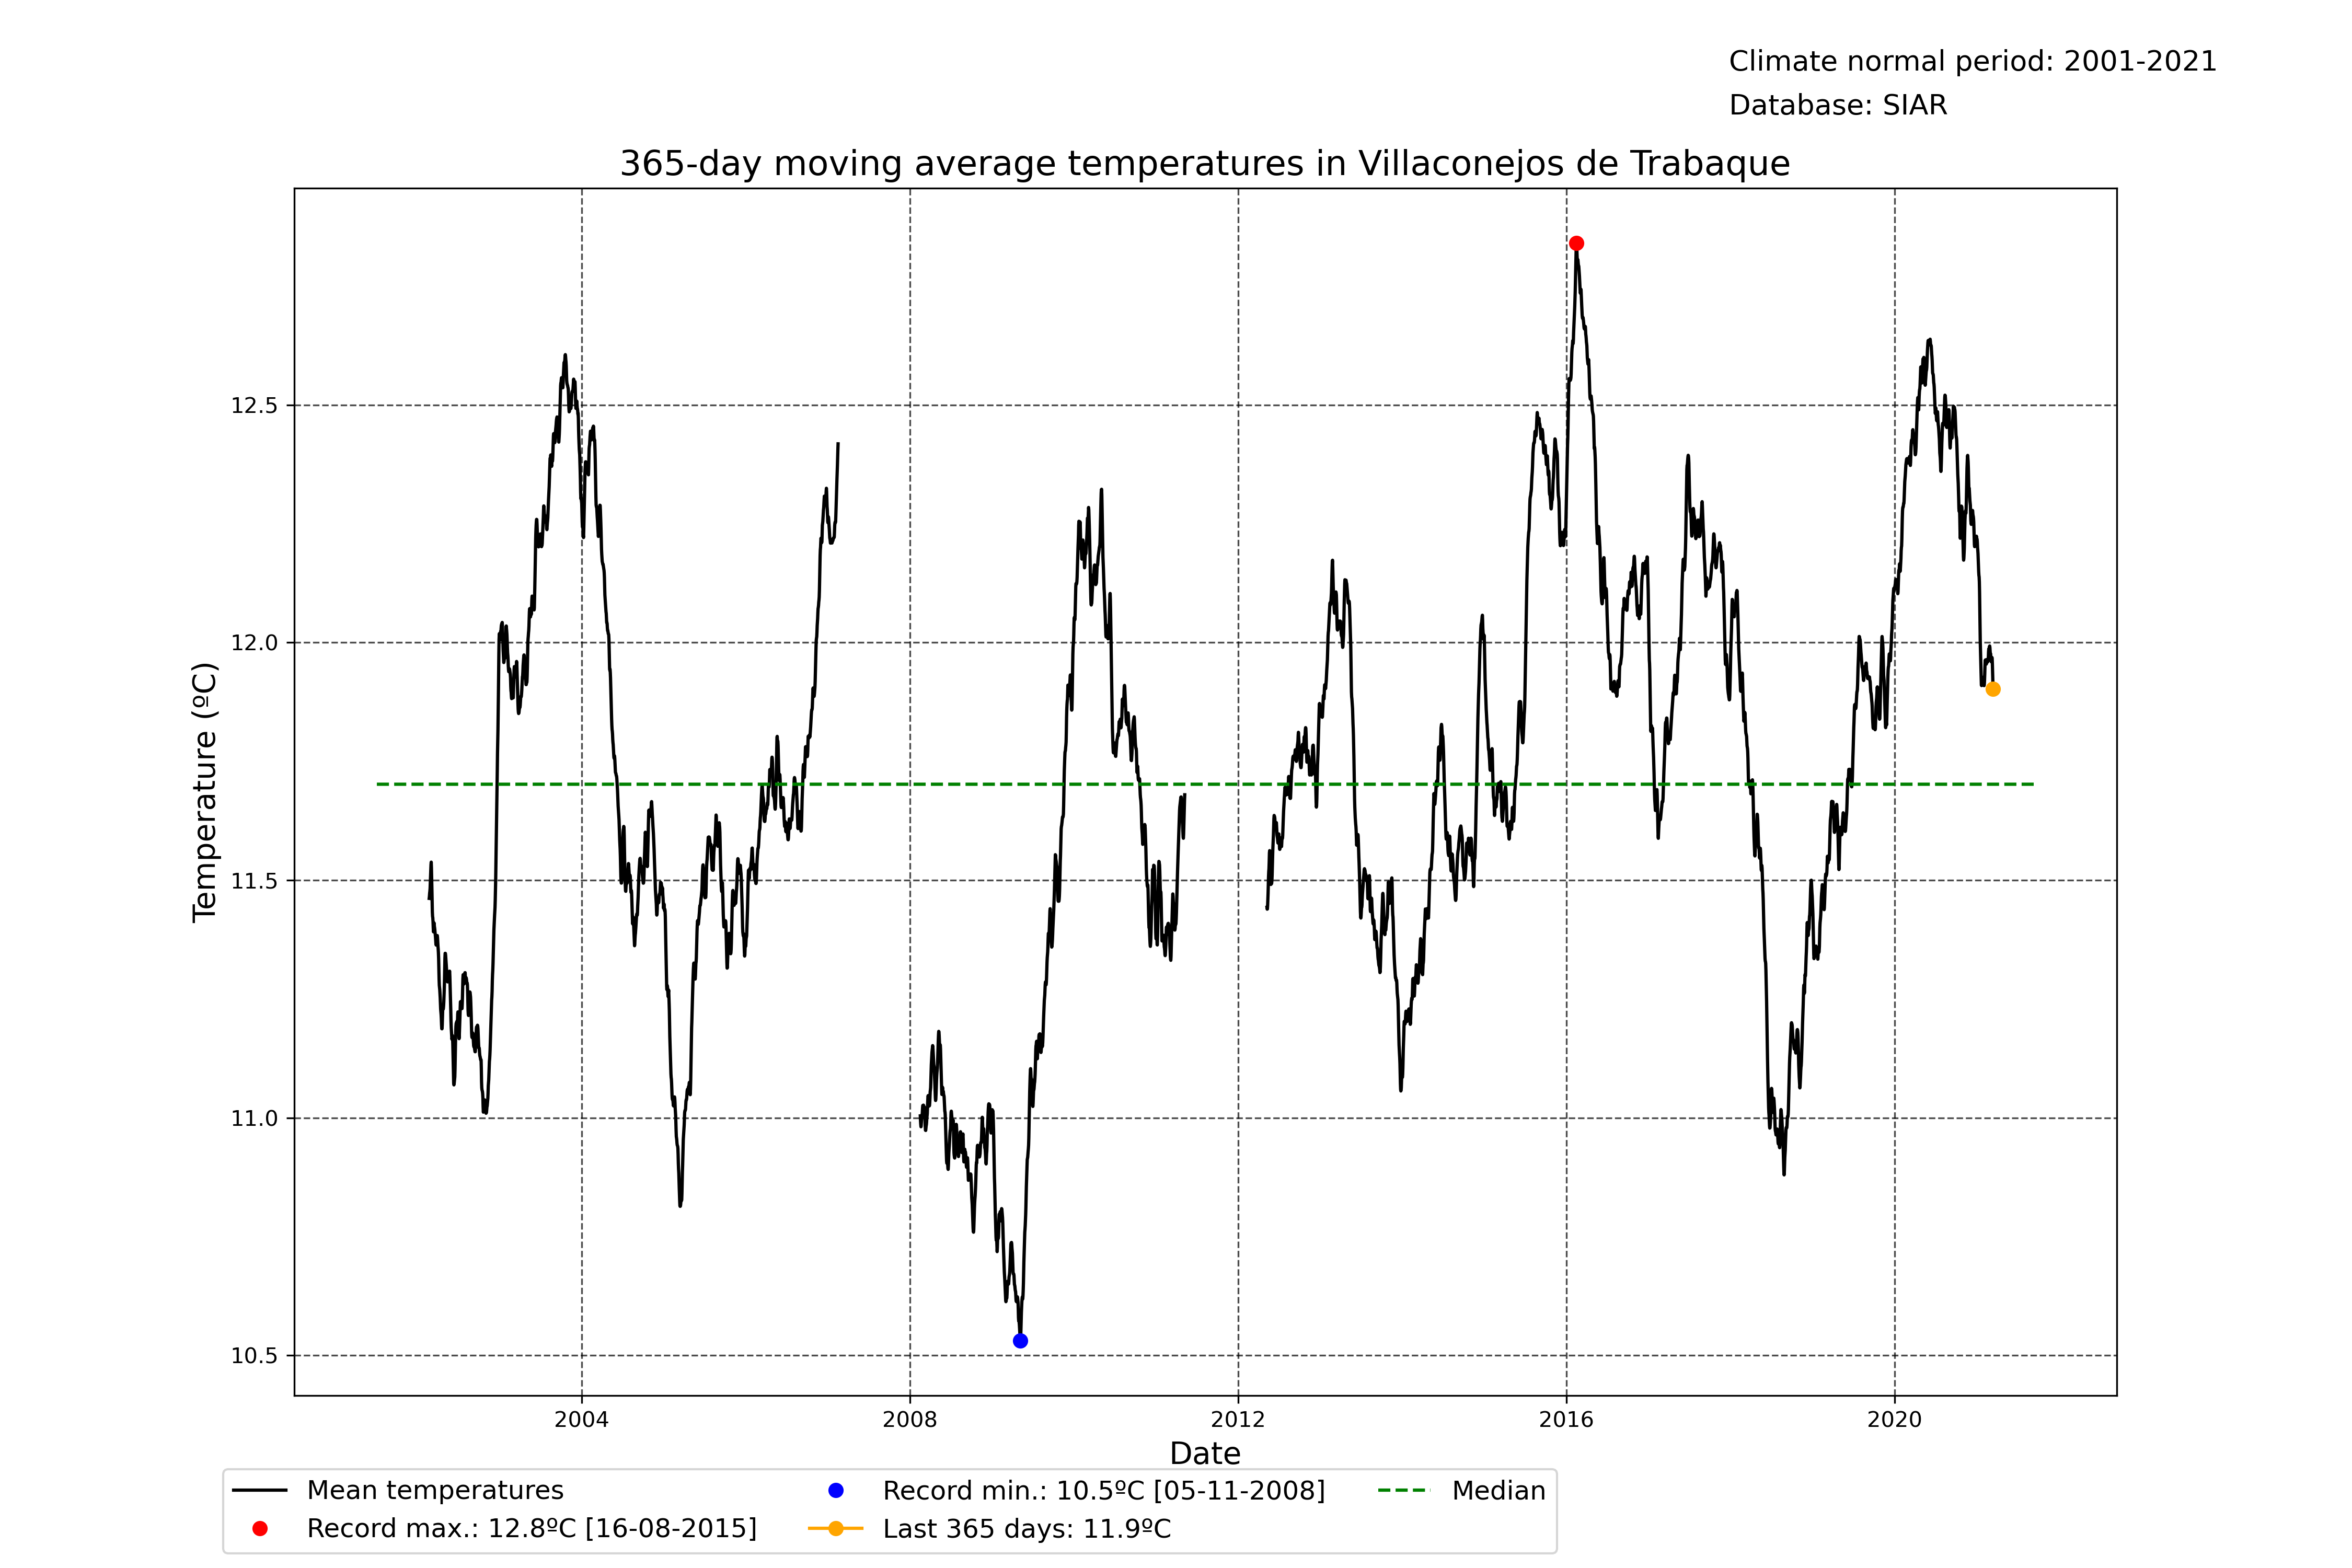 Climate normal period: 2001-2021
Database: SIAR
365-day moving average temperatures in Villaconejos de Trabaque
12.5
12.0
11.5
11.0
10.5
Temperature (ºC)
2004 2008 2012 2016 2020
Date
Mean temperatures
Record max.: 12.8ºC [16-08-2015]
Record min.: 10.5ºC [05-11-2008]
Last 365 days: 11.9ºC
Median